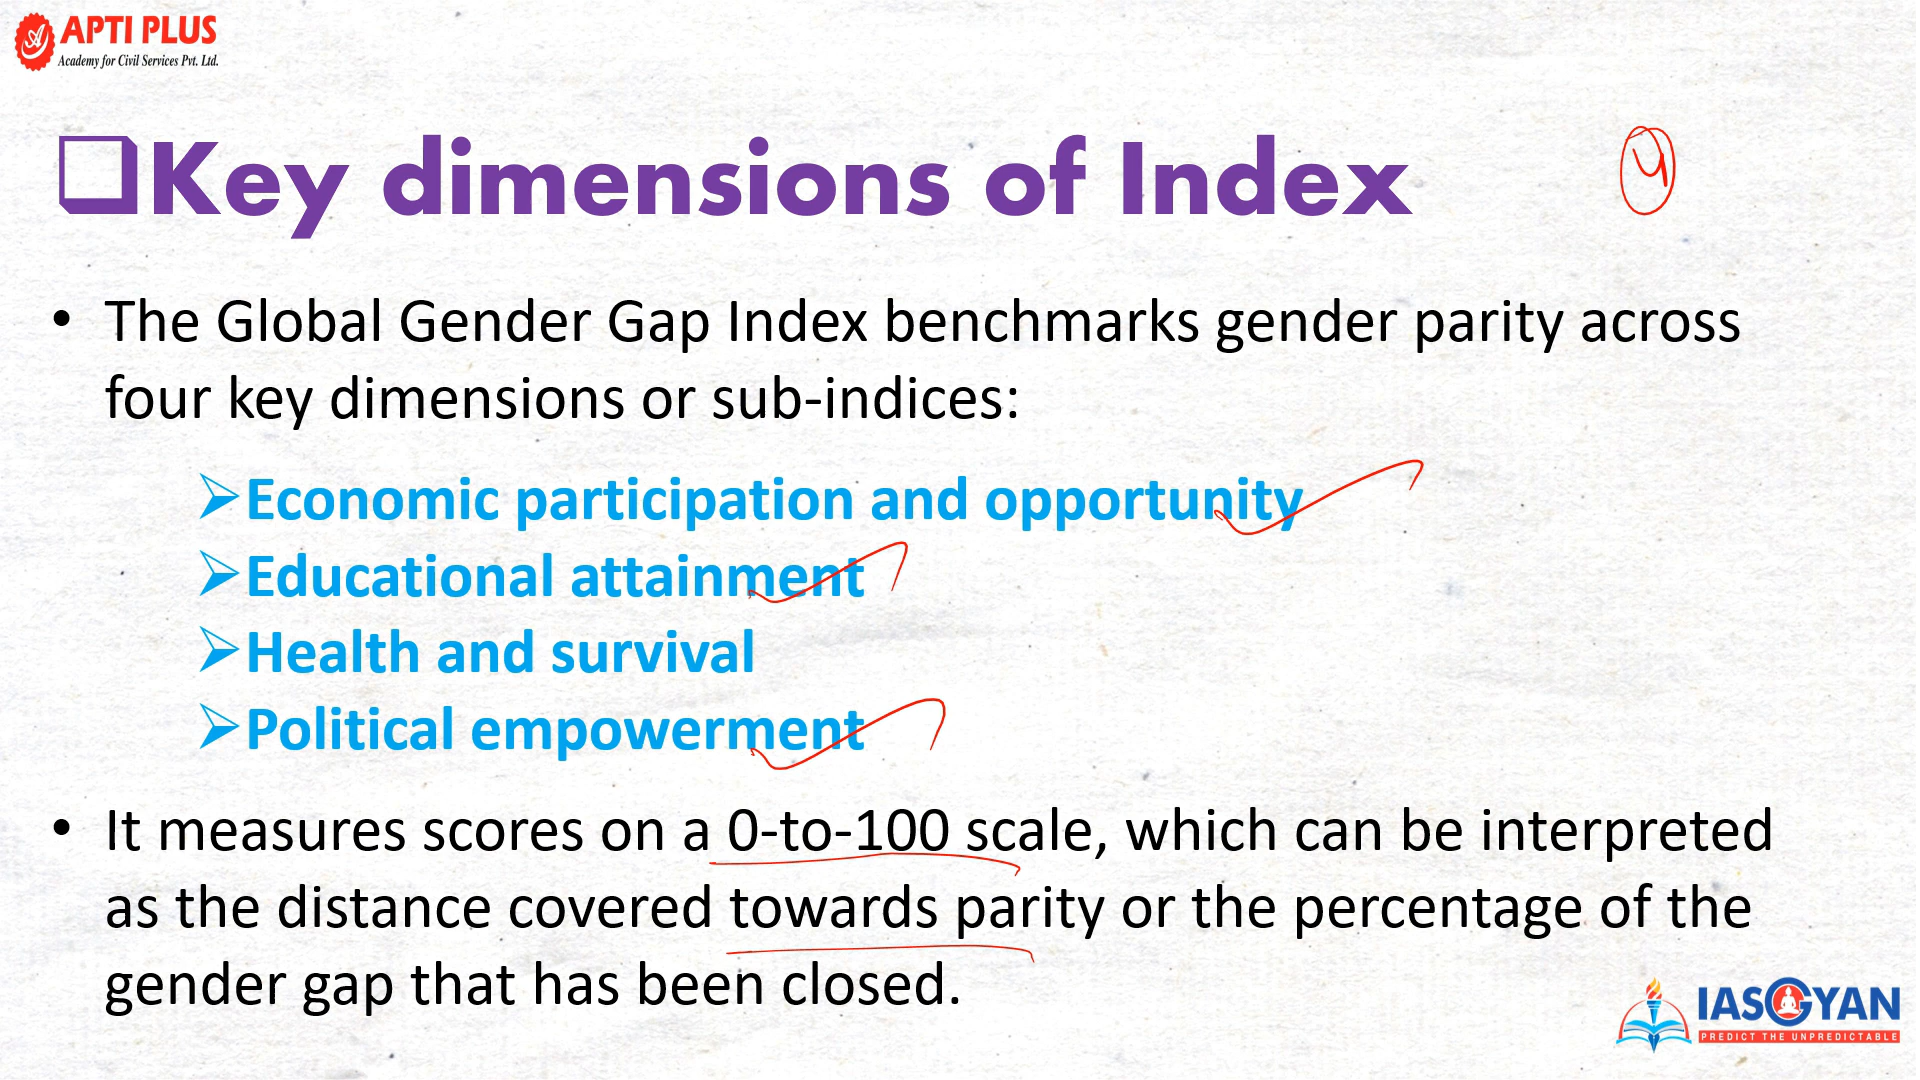 APTI PLUS
Academy for Civil Services Pvt. Ltd.
Key dimensions of Index
4
• The Global Gender Gap Index benchmarks gender parity across
four key dimensions or sub-indices:
➢Economic participation and opportunity
➢Educational attainment
➢Health and survival
➢Political empowerment
• It measures scores on a 0-to-100 scale, which can be interpreted
as the distance covered towards parity or the percentage of the
gender gap that has been closed.
IASGYAN
PREDICT THE UNPREDICTABLE